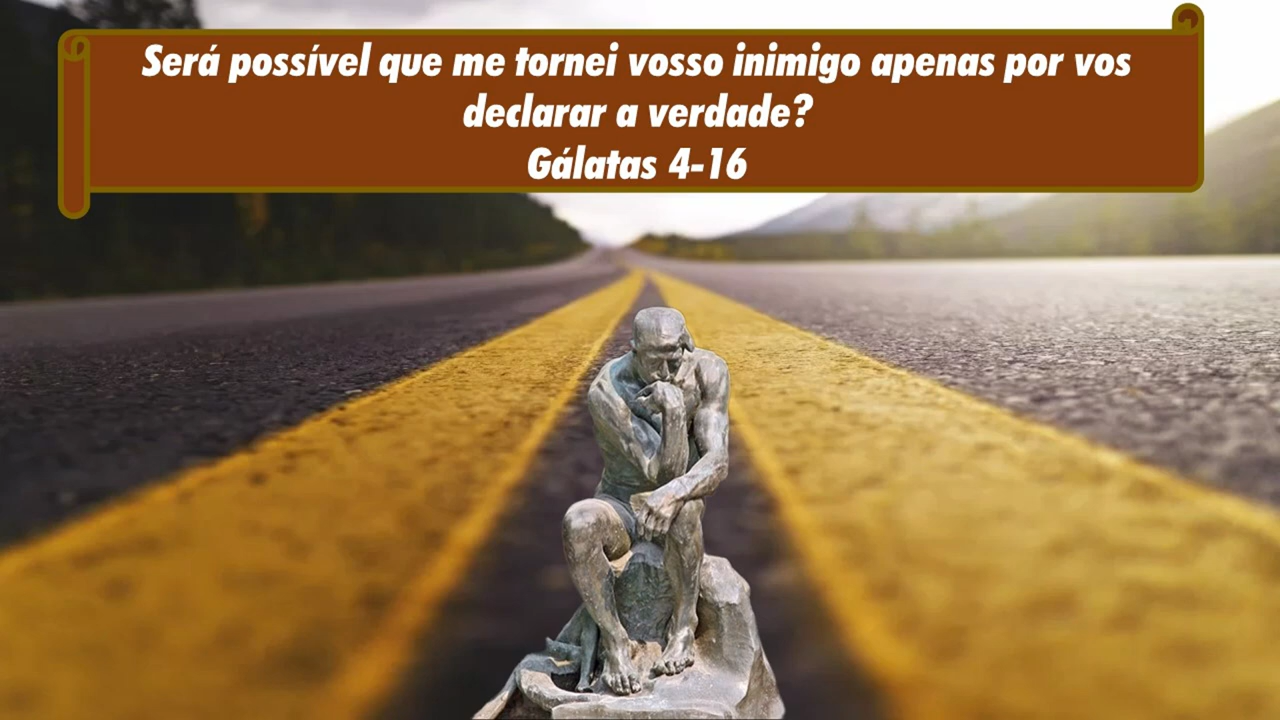 Será possível que me tornei vosso inimigo apenas por vos
declarar a verdade?
Gálatas 4-16